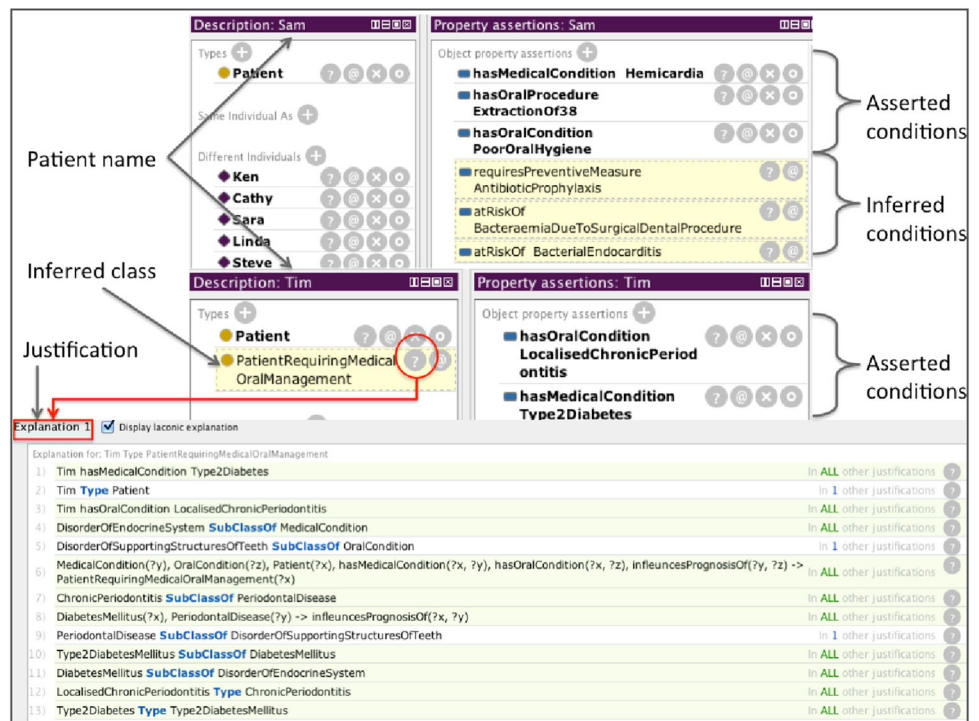 Description: Sam
Types
Patient
Same Individual As
Different Individuals
Ken
Cathy
Sara
Linda
Steve
Property assertions: Sam
Object property assertions
hasMedicalCondition Hemicardia
hasOralProcedure
ExtractionOf38
hasOralCondition
PoorOralHygiene
requiresPreventiveMeasure
AntibioticProphylaxis
atRiskOf
BacteraemiaDueToSurgicalDentalProcedure
atRiskOf BacterialEndocarditis
Patient name
Asserted
conditions
Inferred
conditions
Inferred class
Justification
Description: Tim
Types
Patient
PatientRequiringMedical
OralManagement
Property assertions: Tim
Object property assertions
hasOralCondition
LocalisedChronicPeriod
ontitis
hasMedicalCondition
Type2Diabetes
Asserted
conditions
Explanation 1 Display laconic explanation
Explanation for: Tim Type PatientRequiringMedicalOralManagement
1) Tim hasMedicalCondition Type2Diabetes In ALL other justifications ?
2) Tim Type Patient In 1 other justifications ?
3) Tim hasOralCondition LocalisedChronicPeriodontitis In ALL other justifications ?
4) DisorderOfEndocrineSystem SubClassOf MedicalCondition In ALL other justifications ?
5) DisorderOfSupportingStructuresOfTeeth SubClassOf OralCondition In 1 other justifications ?
6) MedicalCondition(?y), OralCondition(?z), Patient(?x), hasMedicalCondition(?x, ?y), hasOralCondition(?x, ?z), infleuncesPrognosisOf(?y, ?z) -> In ALL other justifications ?
PatientRequiringMedicalOralManagement(?x)
7) ChronicPeriodontitis SubClassOf PeriodontalDisease In ALL other justifications ?
8) DiabetesMellitus(?x), PeriodontalDisease(?y) -> infleuncesPrognosisOf(?x, ?y) In ALL other justifications ?
9) PeriodontalDisease SubClassOf DisorderOfSupportingStructuresOfTeeth In 1 other justifications ?
10) Type2DiabetesMellitus SubClassOf DiabetesMellitus In ALL other justifications ?
11) DiabetesMellitus SubClassOf DisorderOfEndocrineSystem In ALL other justifications ?
12) LocalisedChronicPeriodontitis Type ChronicPeriodontitis In ALL other justifications ?
13) Type2Diabetes Type Type2DiabetesMellitus In ALL other justifications ?